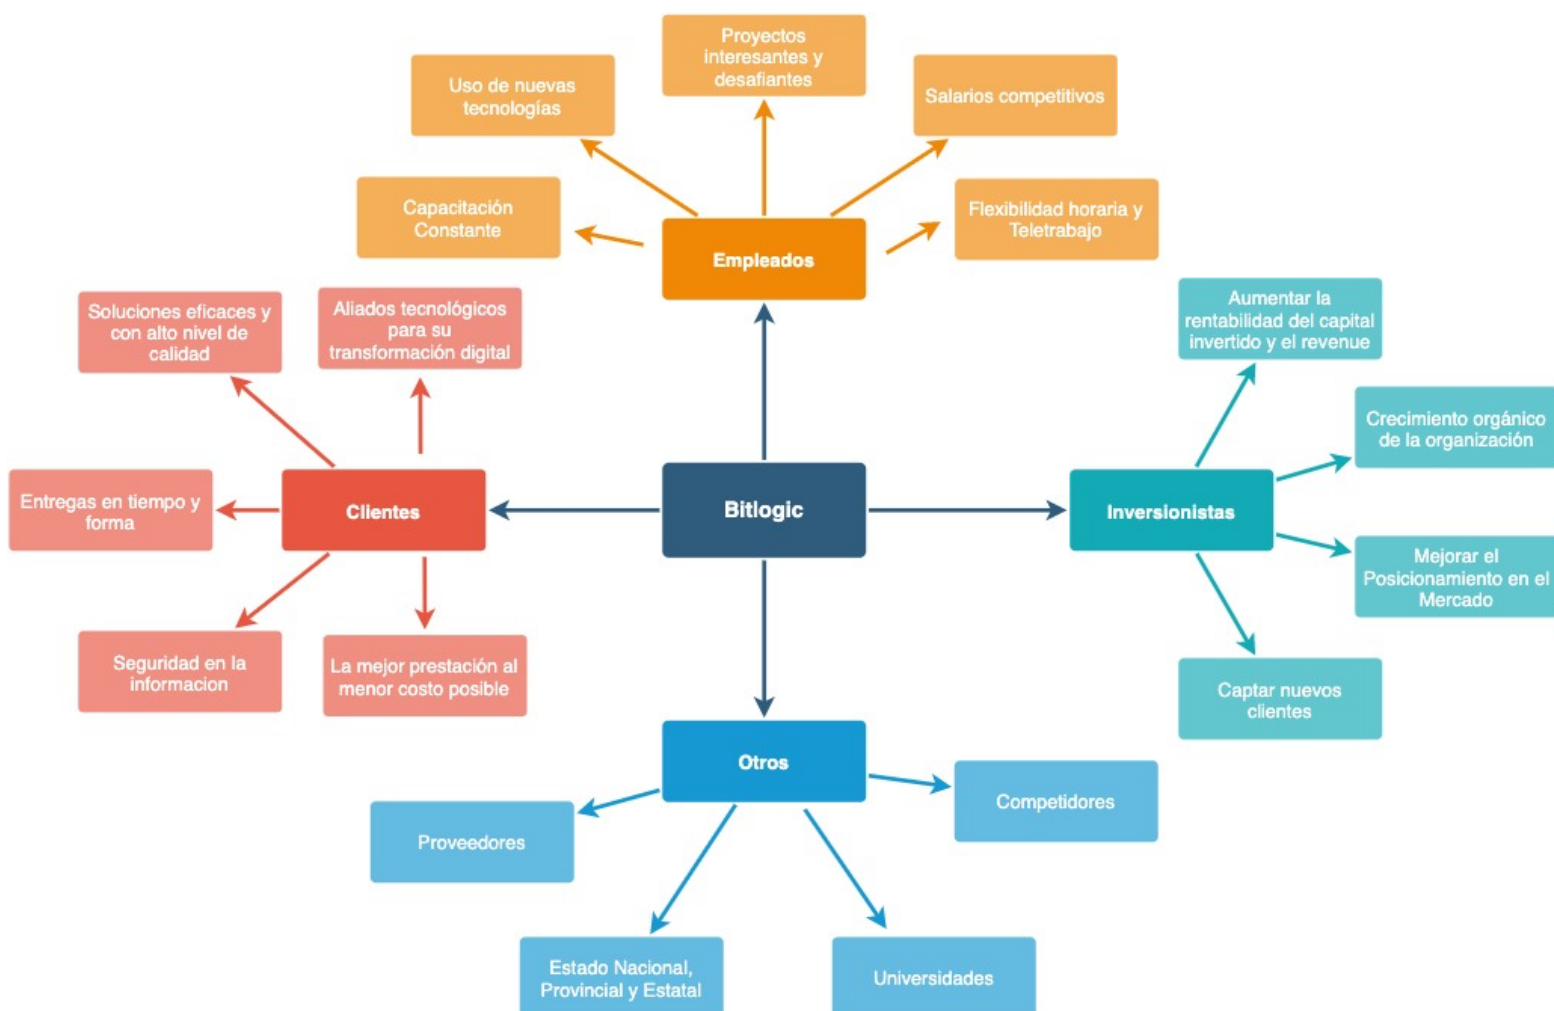 Proyectos
interesantes y
desafiantes
Uso de nuevas
tecnologías
Salarios competitivos
Capacitación
Constante
Flexibilidad horaria y
Teletrabajo
Empleados
Soluciones eficaces y
con alto nivel de
calidad
Aliados tecnológicos
para su
transformación digital
Aumentar la
rentabilidad del capital
invertido y el revenue
Crecimiento orgánico
de la organización
Entregas en tiempo y
forma
Clientes
Bitlogic
Inversionistas
Mejorar el
Posicionamiento en el
Mercado
Seguridad en la
informacion
La mejor prestación al
menor costo posible
Captar nuevos
clientes
Otros
Proveedores
Competidores
Estado Nacional,
Provincial y Estatal
Universidades